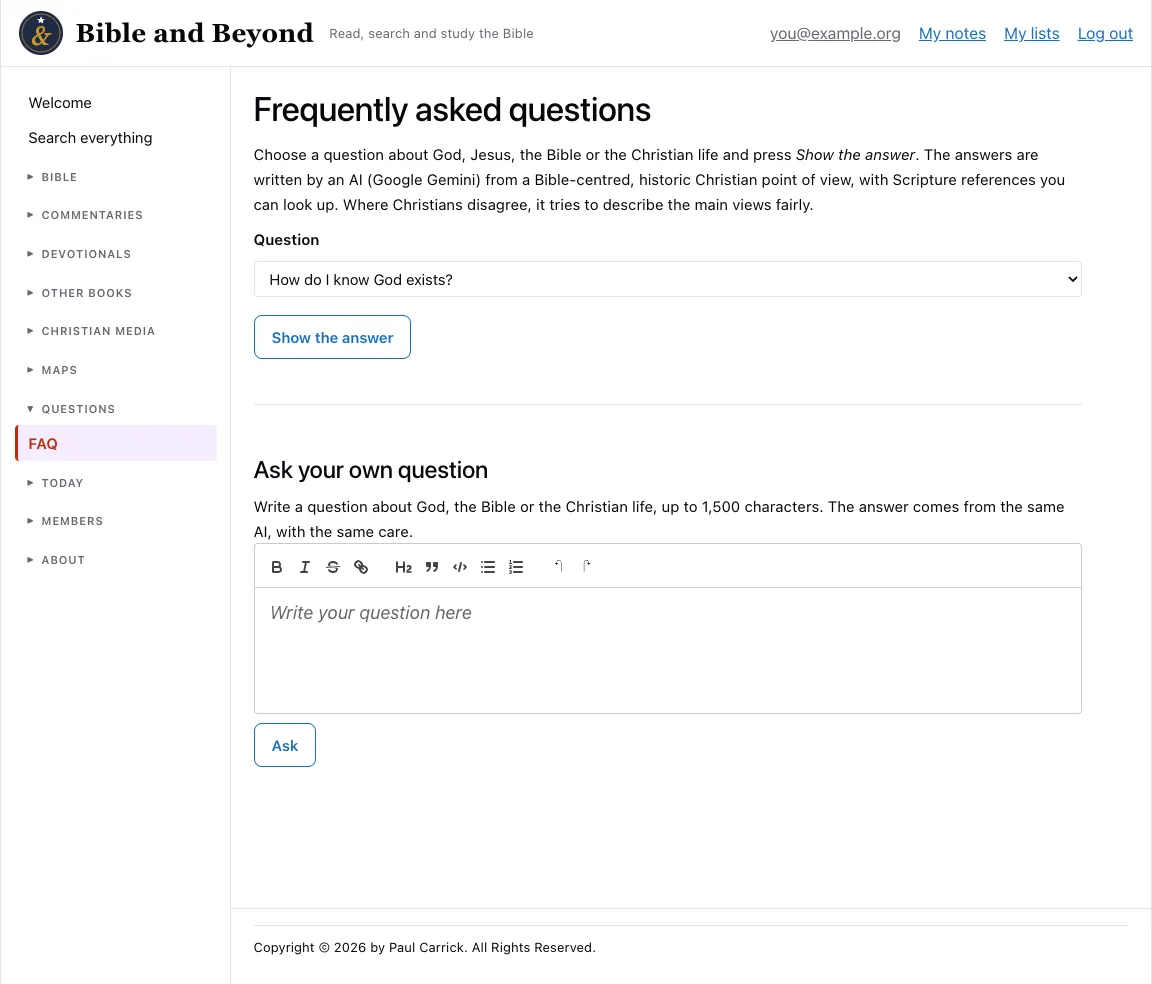 &
Bible and Beyond
Read, search and study the Bible
you@example.org
My notes
My lists
Log out
Welcome
Search everything
BIBLE
COMMENTARIES
DEVOTIONALS
OTHER BOOKS
CHRISTIAN MEDIA
MAPS
QUESTIONS
FAQ
TODAY
MEMBERS
ABOUT
Frequently asked questions
Choose a question about God, Jesus, the Bible or the Christian life and press Show the answer. The answers are
written by an AI (Google Gemini) from a Bible-centred, historic Christian point of view, with Scripture references you
can look up. Where Christians disagree, it tries to describe the main views fairly.
Question
How do I know God exists?
Show the answer
Ask your own question
Write a question about God, the Bible or the Christian life, up to 1,500 characters. The answer comes from the same
AI, with the same care.
B I S H2 ” </>
Write your question here
Ask
Copyright © 2026 by Paul Carrick. All Rights Reserved.